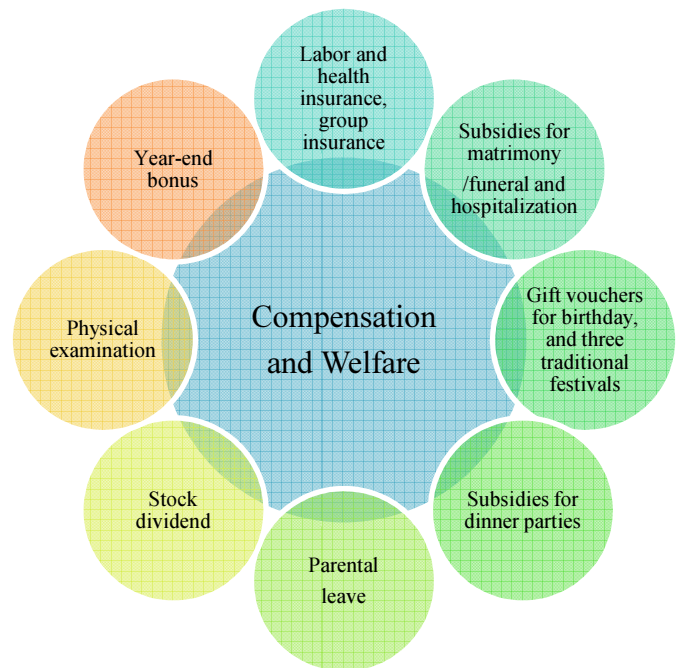 Labor and
health
insurance,
group
insurance
Subsidies for
matrimony
/funeral and
hospitalization
Gift vouchers
for birthday,
and three
traditional
festivals
Subsidies for
dinner parties
Parental
leave
Stock
dividend
Physical
examination
Year-end
bonus
Compensation
and Welfare